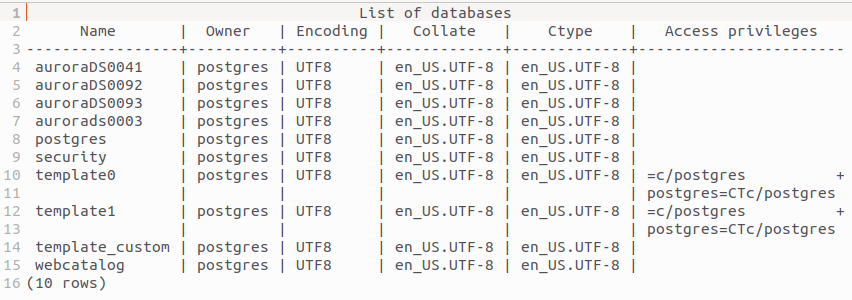 1                                     List of databases
2       Name       |  Owner   | Encoding |   Collate   |    Ctype    |   Access privileges
3 -----------------+----------+----------+-------------+-------------+-----------------------
4  auroraDS0041    | postgres | UTF8     | en_US.UTF-8 | en_US.UTF-8 |
5  auroraDS0092    | postgres | UTF8     | en_US.UTF-8 | en_US.UTF-8 |
6  auroraDS0093    | postgres | UTF8     | en_US.UTF-8 | en_US.UTF-8 |
7  aurorads0003    | postgres | UTF8     | en_US.UTF-8 | en_US.UTF-8 |
8  postgres        | postgres | UTF8     | en_US.UTF-8 | en_US.UTF-8 |
9  security        | postgres | UTF8     | en_US.UTF-8 | en_US.UTF-8 |
10 template0       | postgres | UTF8     | en_US.UTF-8 | en_US.UTF-8 | =c/postgres          +
11                 |          |          |             |             | postgres=CTc/postgres
12 template1       | postgres | UTF8     | en_US.UTF-8 | en_US.UTF-8 | =c/postgres          +
13                 |          |          |             |             | postgres=CTc/postgres
14 template_custom | postgres | UTF8     | en_US.UTF-8 | en_US.UTF-8 |
15 webcatalog      | postgres | UTF8     | en_US.UTF-8 | en_US.UTF-8 |
16 (10 rows)